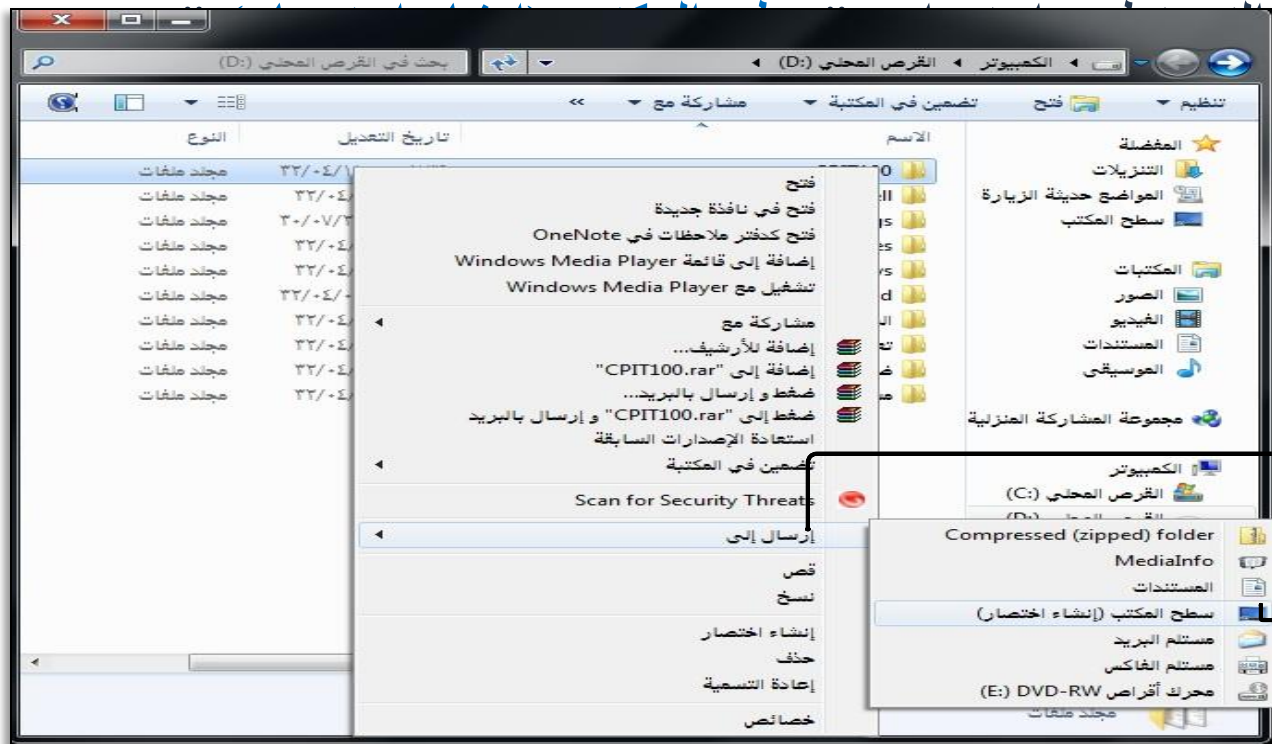 بحث في القرص المحلي (D:)
الكمبيوتر
القرص المحلي (D:)
تنظيم
فتح
تضمين في المكتبة
مشاركة مع
»
المفضلة
التنزيلات
المواضع حديثة الزيارة
سطح المكتب
المكتبات
الصور
الفيديو
المستندات
الموسيقى
مجموعة المشاركة المنزلية
الكمبيوتر
القرص المحلي (C:)
الاسم
تاريخ التعديل
النوع
مجلد ملفات
مجلد ملفات
مجلد ملفات
مجلد ملفات
مجلد ملفات
مجلد ملفات
مجلد ملفات
مجلد ملفات
مجلد ملفات
مجلد ملفات
فتح
فتح في نافذة جديدة
فتح كدفتر ملاحظات في OneNote
إضافة إلى قائمة Windows Media Player
تشغيل مع Windows Media Player
مشاركة مع
إضافة للأرشيف...
إضافة إلى "CPIT100.rar"
ضغط و إرسال بالبريد...
ضغط إلى "CPIT100.rar" و إرسال بالبريد
استعادة الإصدارات السابقة
تضمين في المكتبة
Scan for Security Threats
إرسال إلى
قص
نسخ
إنشاء اختصار
حذف
إعادة التسمية
خصائص
Compressed (zipped) folder
MediaInfo
المستندات
سطح المكتب (إنشاء اختصار)
مستلم البريد
مستلم الفاكس
محرك أقراص DVD-RW (E:)
مجلد ملفات